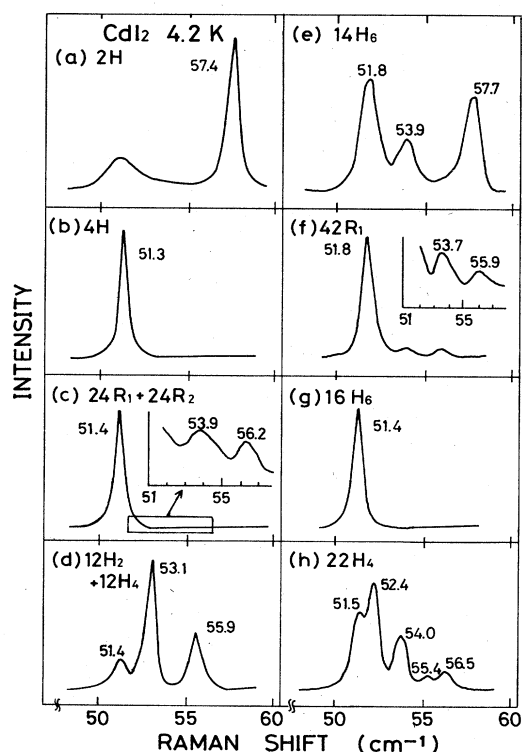 CdI₂ 4.2 K
(a) 2H
57.4
(e) 14H₆
51.8
53.9
57.7
(b) 4H
51.3
(f) 42R₁
51.8
53.7
55.9
51
55
(c) 24R₁ + 24R₂
51.4
53.9
56.2
51
55
(g) 16H₆
51.4
(d) 12H₂
+12H₄
51.4
53.1
55.9
(h) 22H₄
51.5
52.4
54.0
55.4
56.5
50
55
60
50
55
60
INTENSITY
RAMAN SHIFT (cm⁻¹)